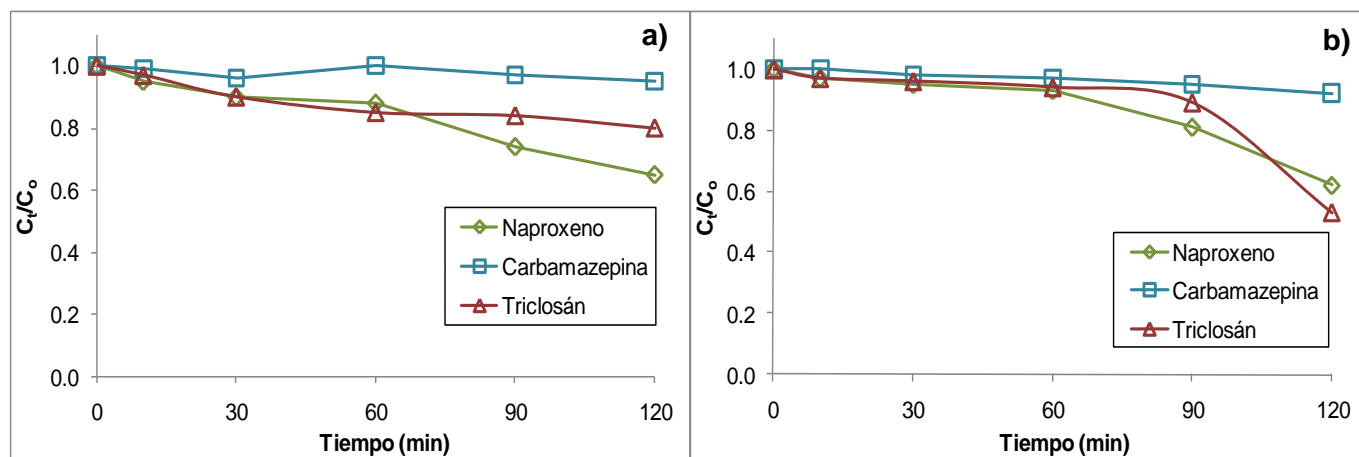 a)
1.0
0.8
0.6
0.4
0.2
0.0
Ct/Co
Naproxeno
Carbamazepina
Triclosán
0 30 60 90 120
Tiempo (min)
b)
1.0
0.8
0.6
0.4
0.2
0.0
Ct/Co
Naproxeno
Carbamazepina
Triclosán
0 30 60 90 120
Tiempo (min)